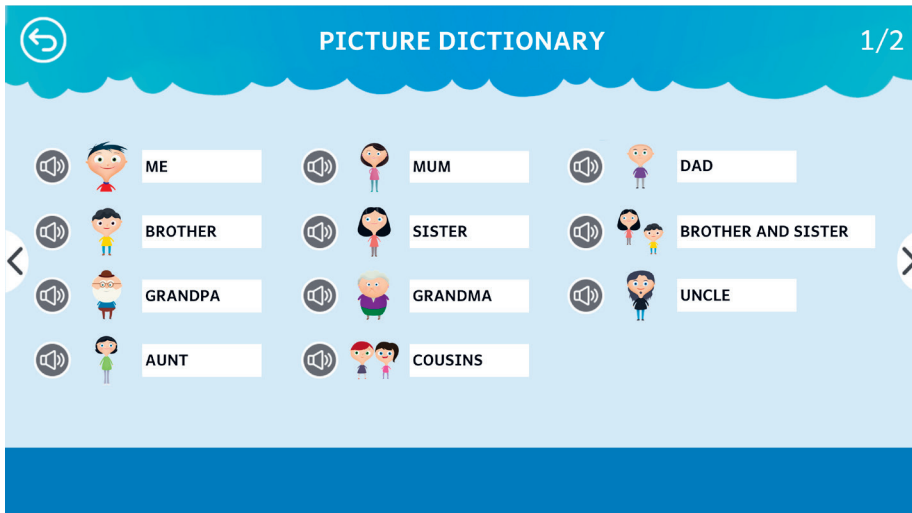 PICTURE DICTIONARY
1/2
ME
MUM
DAD
BROTHER
SISTER
BROTHER AND SISTER
GRANDPA
GRANDMA
UNCLE
AUNT
COUSINS